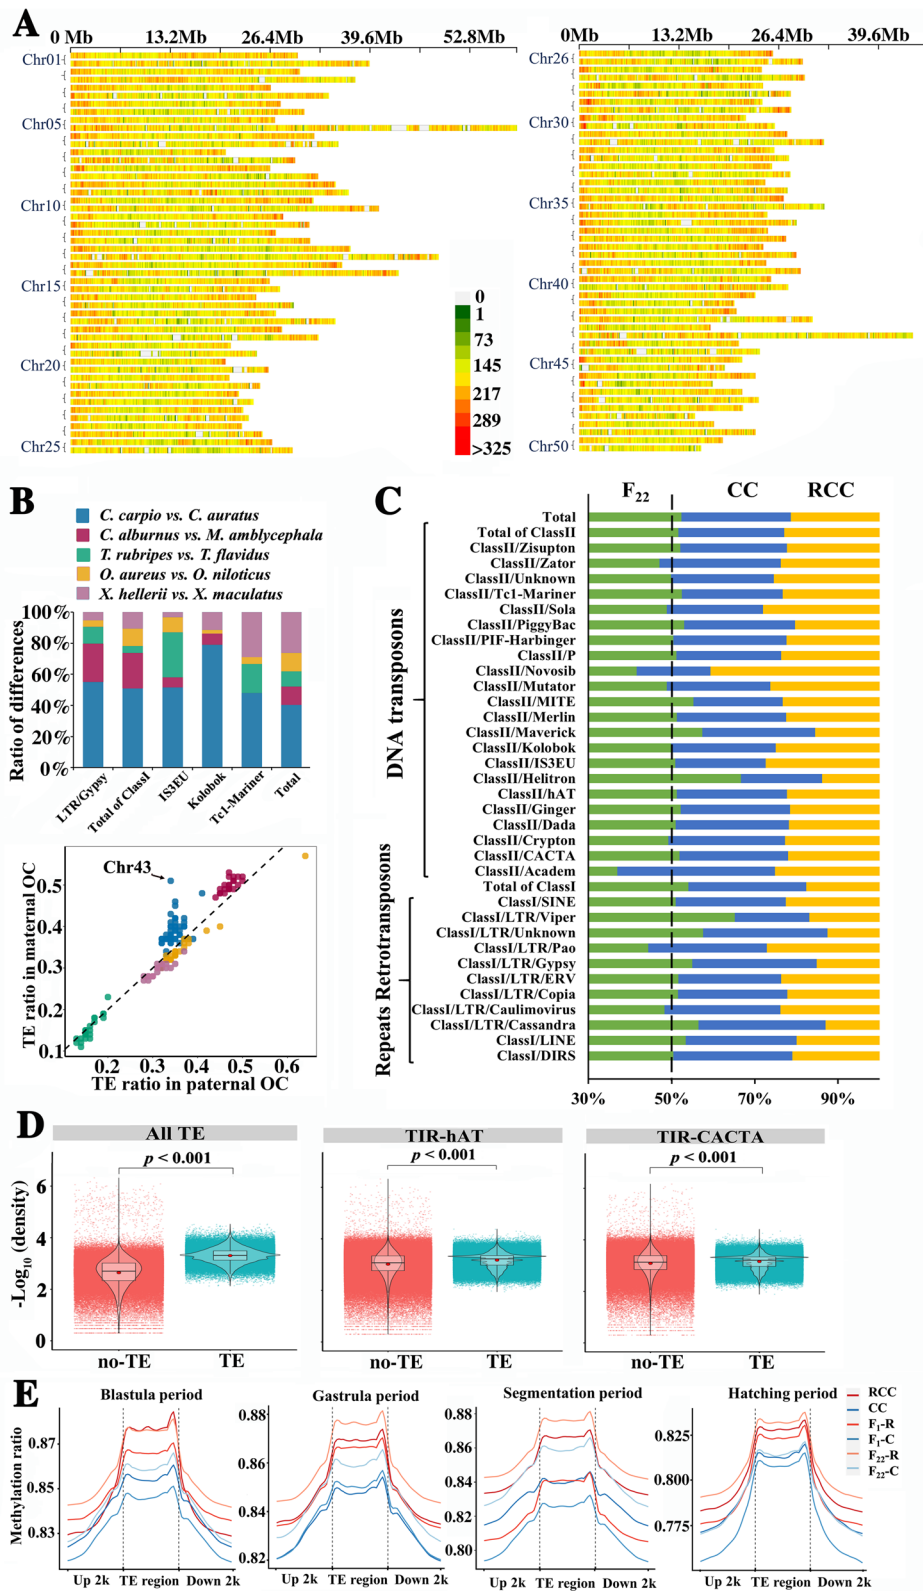 A
0 Mb 13.2Mb 26.4Mb 39.6Mb 52.8Mb
Chr01
Chr05
Chr10
Chr15
Chr20
Chr25
0Mb 13.2Mb 26.4Mb 39.6Mb
Chr26
Chr30
Chr35
Chr40
Chr45
Chr50
0
1
73
145
217
289
>325
B
C. carpio vs. C. auratus
C. alburnus vs. M. amblycephala
T. rubripes vs. T. flavidus
O. aureus vs. O. niloticus
X. hellerii vs. X. maculatus
Ratio of differences
100%
80%
60%
40%
20%
0%
LTR/Gypsy
Total of ClassI
IS3EU
Kolobok
Tc1-Mariner
Total
Chr43
TE ratio in maternal OC
0.5
0.4
0.3
0.2
0.1
0.2 0.3 0.4 0.5 0.6
TE ratio in paternal OC
C
F22 CC RCC
DNA transposons
Repeats Retrotransposons
Total
Total of ClassII
ClassII/Zisupton
ClassII/Zator
ClassII/Unknown
ClassII/Tc1-Mariner
ClassII/Sola
ClassII/PiggyBac
ClassII/PIF-Harbinger
ClassII/P
ClassII/Novosib
ClassII/Mutator
ClassII/MITE
ClassII/Merlin
ClassII/Maverick
ClassII/Kolobok
ClassII/IS3EU
ClassII/Helitron
ClassII/hAT
ClassII/Ginger
ClassII/Dada
ClassII/Crypton
ClassII/CACTA
ClassII/Academ
Total of ClassI
ClassI/SINE
ClassI/LTR/Viper
ClassI/LTR/Unknown
ClassI/LTR/Pao
ClassI/LTR/Gypsy
ClassI/LTR/ERV
ClassI/LTR/Copia
ClassI/LTR/Caulimovirus
ClassI/LTR/Cassandra
ClassI/LINE
ClassI/DIRS
30% 50% 70% 90%
D
All TE
TIR-hAT
TIR-CACTA
p < 0.001
p < 0.001
p < 0.001
-Log10 (density)
6
4
2
0
no-TE TE
no-TE TE
no-TE TE
E
Blastula period
Gastrula period
Segmentation period
Hatching period
Methylation ratio
0.87
0.85
0.83
0.88
0.86
0.84
0.82
0.88
0.86
0.84
0.82
0.80
0.825
0.800
0.775
RCC
CC
F1-R
F1-C
F22-R
F22-C
Up 2k TE region Down 2k
Up 2k TE region Down 2k
Up 2k TE region Down 2k
Up 2k TE region Down 2k